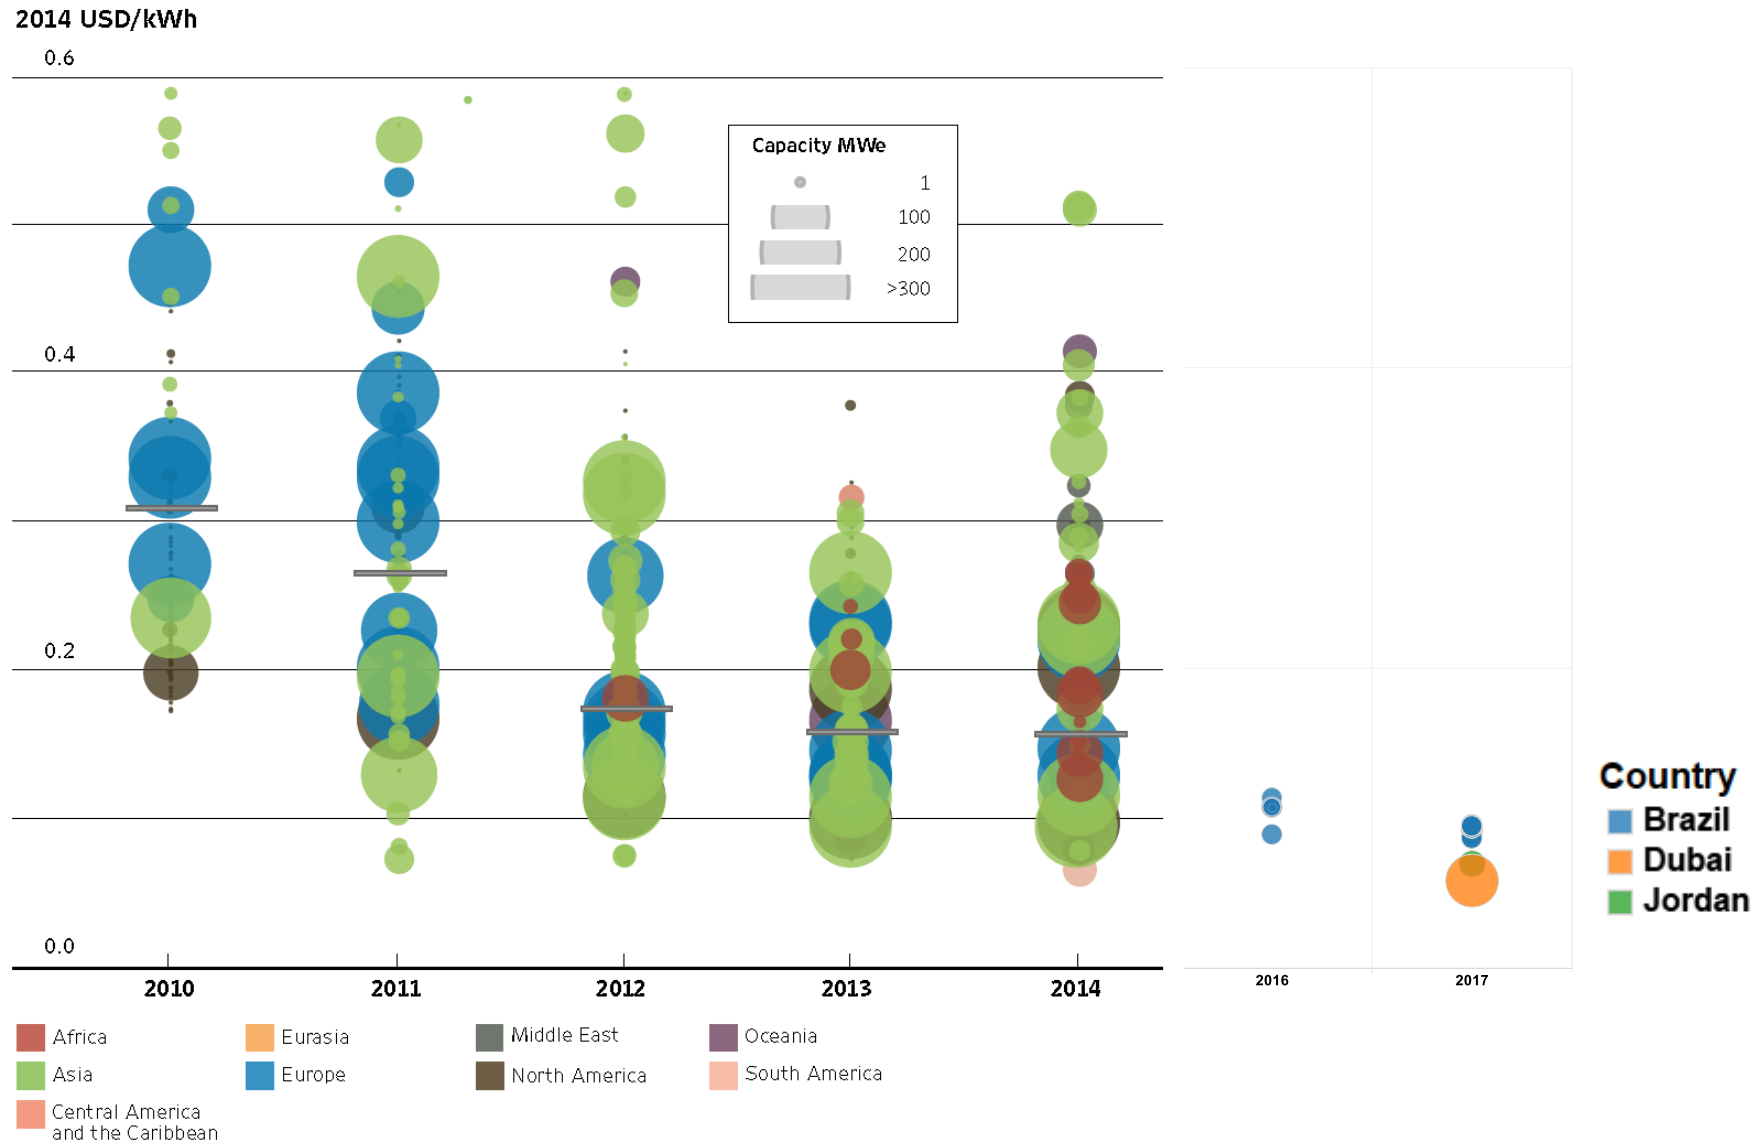 2014 USD/kWh
0.6
Capacity MWe
1
100
200
>300
0.4
0.2
0.0
2010 2011 2012 2013 2014 2016 2017
Country
Brazil
Dubai
Jordan
Africa Eurasia Middle East Oceania
Asia Europe North America South America
Central America
and the Caribbean